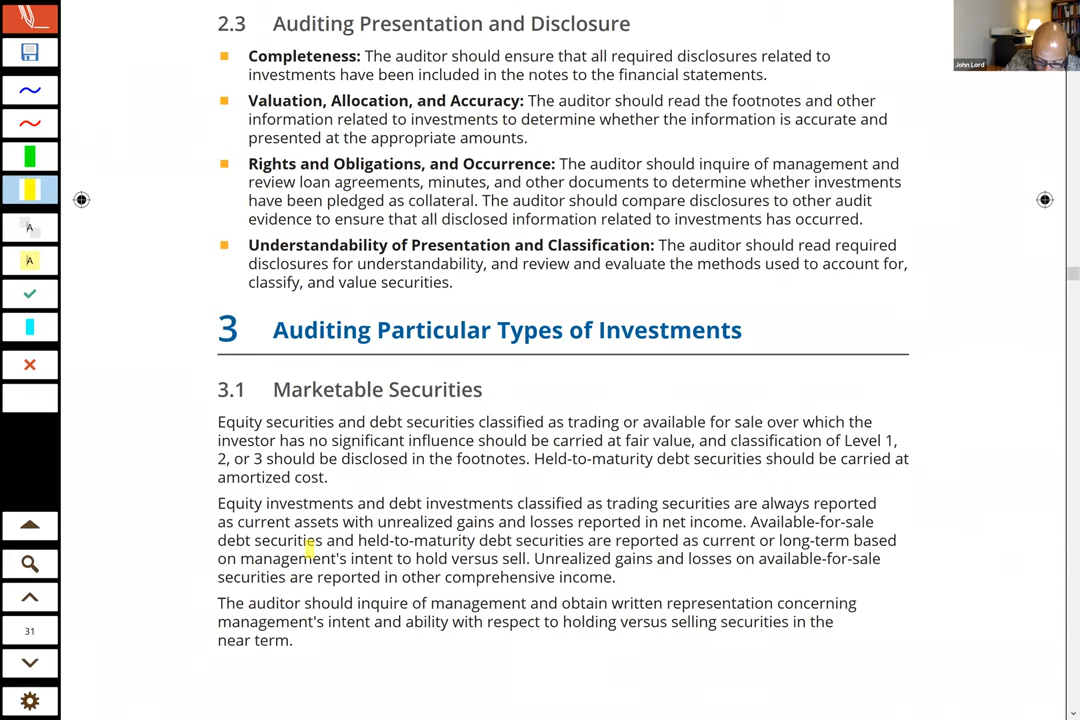 2.3 Auditing Presentation and Disclosure
John Lord
Completeness: The auditor should ensure that all required disclosures related to
investments have been included in the notes to the financial statements.
Valuation, Allocation, and Accuracy: The auditor should read the footnotes and other
information related to investments to determine whether the information is accurate and
presented at the appropriate amounts.
Rights and Obligations, and Occurrence: The auditor should inquire of management and
review loan agreements, minutes, and other documents to determine whether investments
have been pledged as collateral. The auditor should compare disclosures to other audit
evidence to ensure that all disclosed information related to investments has occurred.
Understandability of Presentation and Classification: The auditor should read required
disclosures for understandability, and review and evaluate the methods used to account for,
classify, and value securities.
3 Auditing Particular Types of Investments
3.1 Marketable Securities
Equity securities and debt securities classified as trading or available for sale over which the
investor has no significant influence should be carried at fair value, and classification of Level 1,
2, or 3 should be disclosed in the footnotes. Held-to-maturity debt securities should be carried at
amortized cost.
Equity investments and debt investments classified as trading securities are always reported
as current assets with unrealized gains and losses reported in net income. Available-for-sale
debt securities and held-to-maturity debt securities are reported as current or long-term based
on management's intent to hold versus sell. Unrealized gains and losses on available-for-sale
securities are reported in other comprehensive income.
The auditor should inquire of management and obtain written representation concerning
management's intent and ability with respect to holding versus selling securities in the
near term.
A
A
31